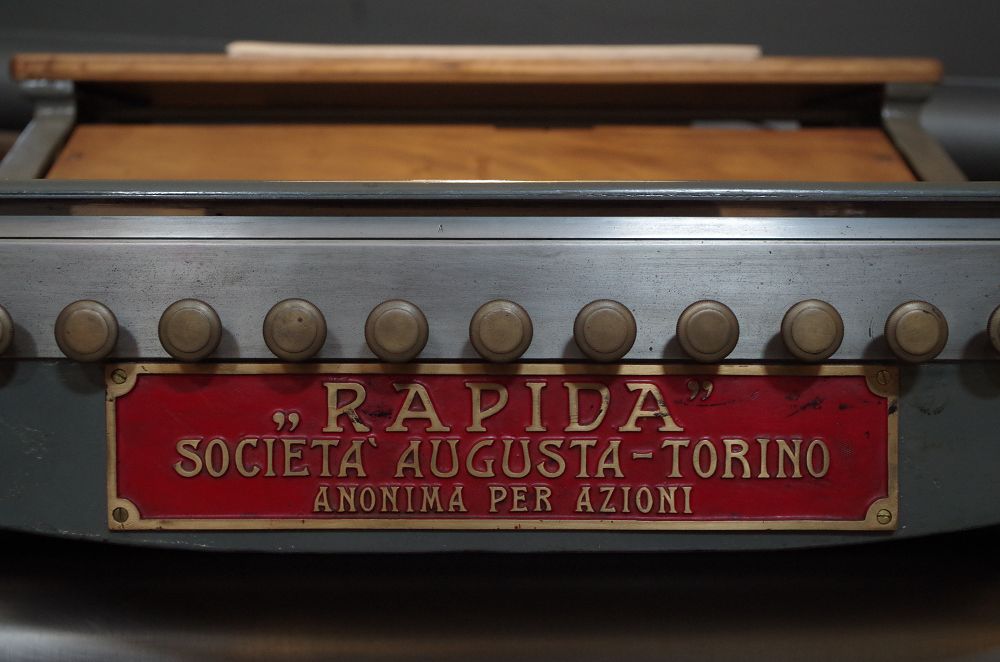 „RAPIDA”
SOCIETA' AUGUSTA-TORINO
ANONIMA PER AZIONI